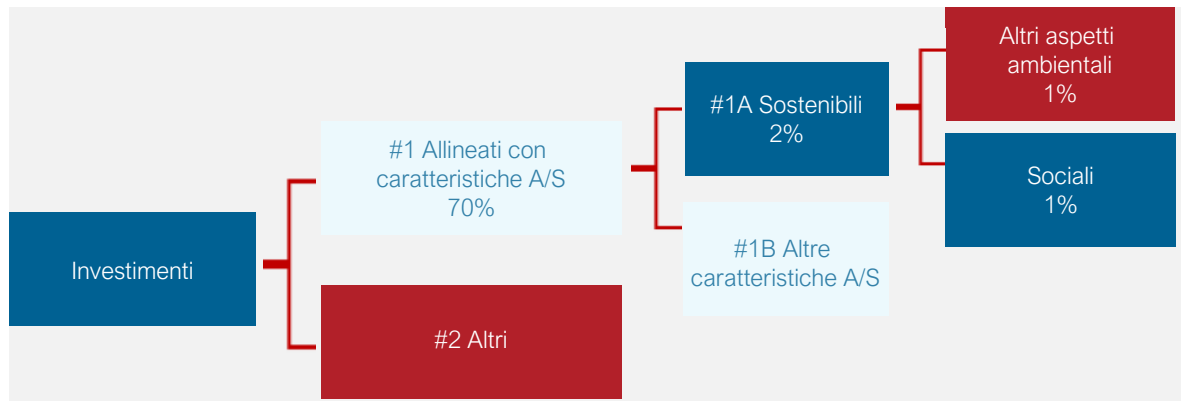 Investimenti
#1 Allineati con
caratteristiche A/S
70%
#2 Altri
#1A Sostenibili
2%
#1B Altre
caratteristiche A/S
Altri aspetti
ambientali
1%
Sociali
1%